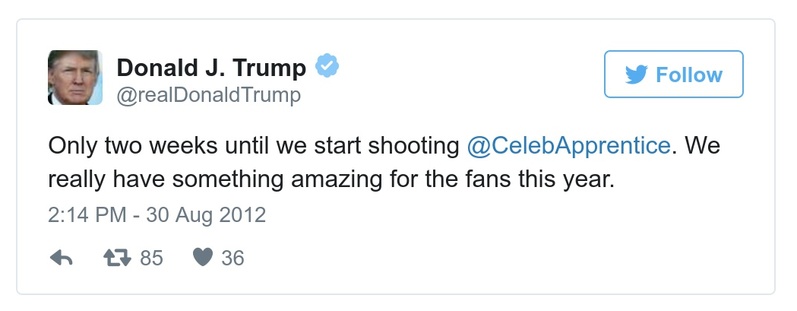 Donald J. Trump
@realDonaldTrump
Follow
Only two weeks until we start shooting @CelebApprentice. We
really have something amazing for the fans this year.
2:14 PM - 30 Aug 2012
85 36